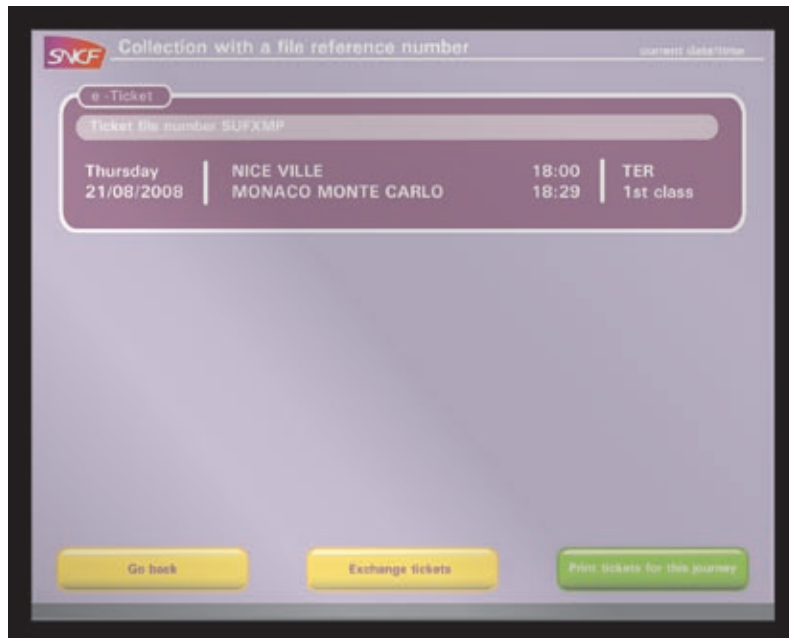 SNCF
Collection with a file reference number
current date/time
e-Ticket
Ticket file number SUFXMP
Thursday NICE VILLE 18:00 TER
21/08/2008 MONACO MONTE CARLO 18:29 1st class
Go back
Exchange tickets
Print tickets for this journey